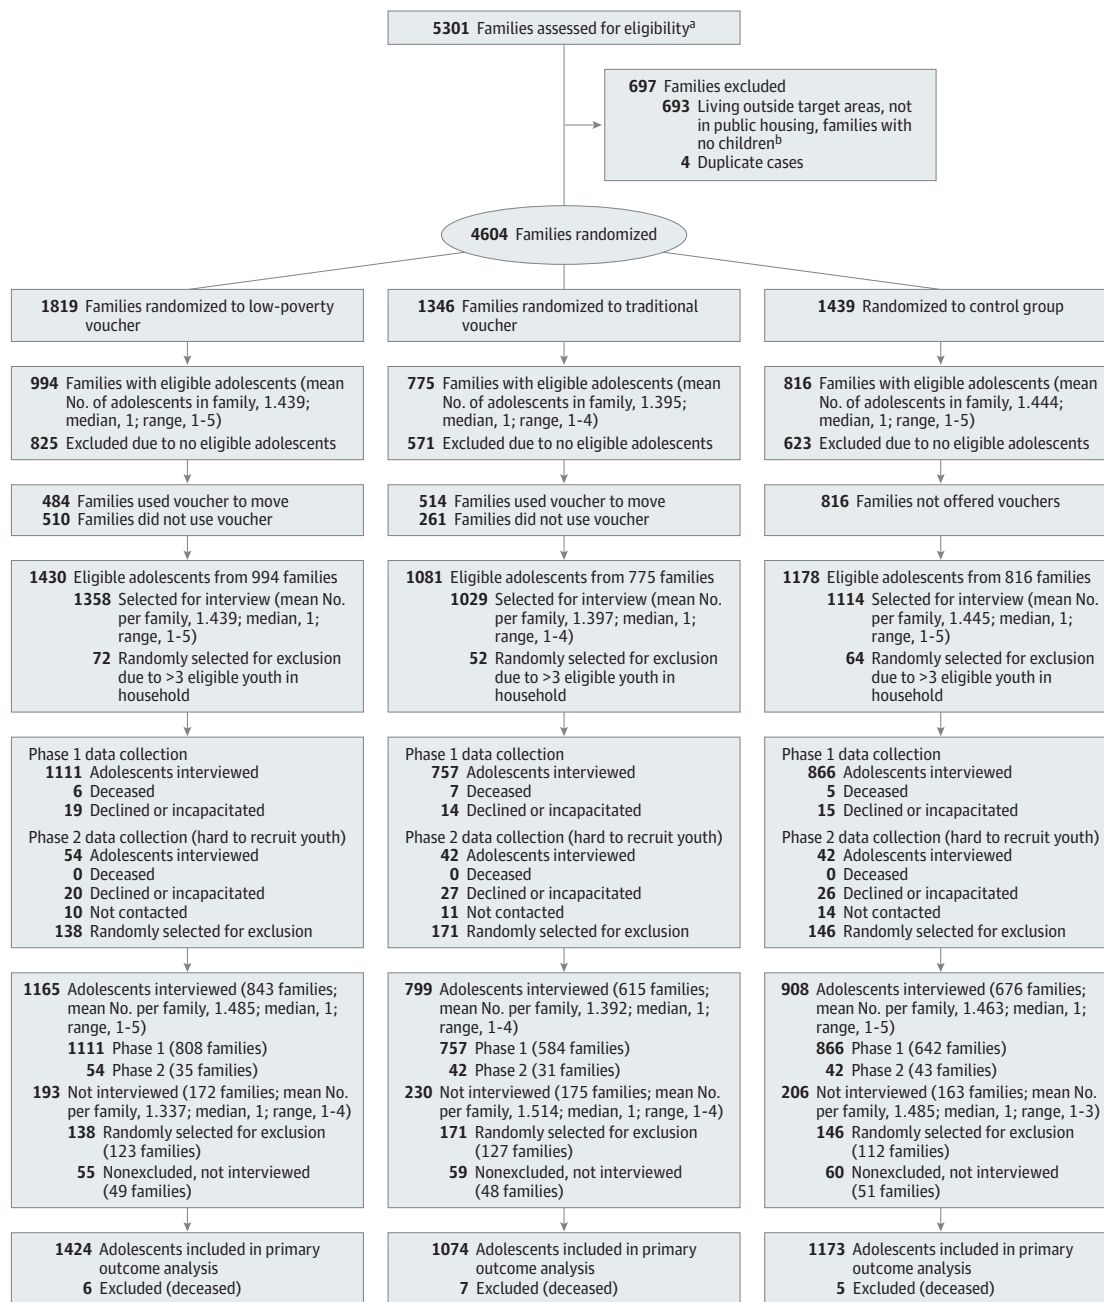 5301 Families assessed for eligibilityᵃ
697 Families excluded
693 Living outside target areas, not
in public housing, families with
no childrenᵇ
4 Duplicate cases
4604 Families randomized
1819 Families randomized to low-poverty
voucher
994 Families with eligible adolescents (mean
No. of adolescents in family, 1.439;
median, 1; range, 1-5)
825 Excluded due to no eligible adolescents
484 Families used voucher to move
510 Families did not use voucher
1430 Eligible adolescents from 994 families
1358 Selected for interview (mean No.
per family, 1.439; median, 1;
range, 1-5)
72 Randomly selected for exclusion
due to >3 eligible youth in
household
Phase 1 data collection
1111 Adolescents interviewed
6 Deceased
19 Declined or incapacitated
Phase 2 data collection (hard to recruit youth)
54 Adolescents interviewed
0 Deceased
20 Declined or incapacitated
10 Not contacted
138 Randomly selected for exclusion
1165 Adolescents interviewed (843 families;
mean No. per family, 1.485; median, 1;
range, 1-5)
1111 Phase 1 (808 families)
54 Phase 2 (35 families)
193 Not interviewed (172 families; mean No.
per family, 1.337; median, 1; range, 1-4)
138 Randomly selected for exclusion
(123 families)
55 Nonexcluded, not interviewed
(49 families)
1424 Adolescents included in primary
outcome analysis
6 Excluded (deceased)
1346 Families randomized to traditional
voucher
775 Families with eligible adolescents (mean
No. of adolescents in family, 1.395;
median, 1; range, 1-4)
571 Excluded due to no eligible adolescents
514 Families used voucher to move
261 Families did not use voucher
1081 Eligible adolescents from 775 families
1029 Selected for interview (mean No.
per family, 1.397; median, 1;
range, 1-4)
52 Randomly selected for exclusion
due to >3 eligible youth in
household
Phase 1 data collection
757 Adolescents interviewed
7 Deceased
14 Declined or incapacitated
Phase 2 data collection (hard to recruit youth)
42 Adolescents interviewed
0 Deceased
27 Declined or incapacitated
11 Not contacted
171 Randomly selected for exclusion
799 Adolescents interviewed (615 families;
mean No. per family, 1.392; median, 1;
range, 1-4)
757 Phase 1 (584 families)
42 Phase 2 (31 families)
230 Not interviewed (175 families; mean No.
per family, 1.514; median, 1; range, 1-4)
171 Randomly selected for exclusion
(127 families)
59 Nonexcluded, not interviewed
(48 families)
1074 Adolescents included in primary
outcome analysis
7 Excluded (deceased)
1439 Randomized to control group
816 Families with eligible adolescents (mean
No. of adolescents in family, 1.444;
median, 1; range, 1-5)
623 Excluded due to no eligible adolescents
816 Families not offered vouchers
1178 Eligible adolescents from 816 families
1114 Selected for interview (mean No.
per family, 1.445; median, 1;
range, 1-5)
64 Randomly selected for exclusion
due to >3 eligible youth in
household
Phase 1 data collection
866 Adolescents interviewed
5 Deceased
15 Declined or incapacitated
Phase 2 data collection (hard to recruit youth)
42 Adolescents interviewed
0 Deceased
26 Declined or incapacitated
14 Not contacted
146 Randomly selected for exclusion
908 Adolescents interviewed (676 families;
mean No. per family, 1.463; median, 1;
range, 1-5)
866 Phase 1 (642 families)
42 Phase 2 (43 families)
206 Not interviewed (163 families; mean No.
per family, 1.485; median, 1; range, 1-3)
146 Randomly selected for exclusion
(112 families)
60 Nonexcluded, not interviewed
(51 families)
1173 Adolescents included in primary
outcome analysis
5 Excluded (deceased)